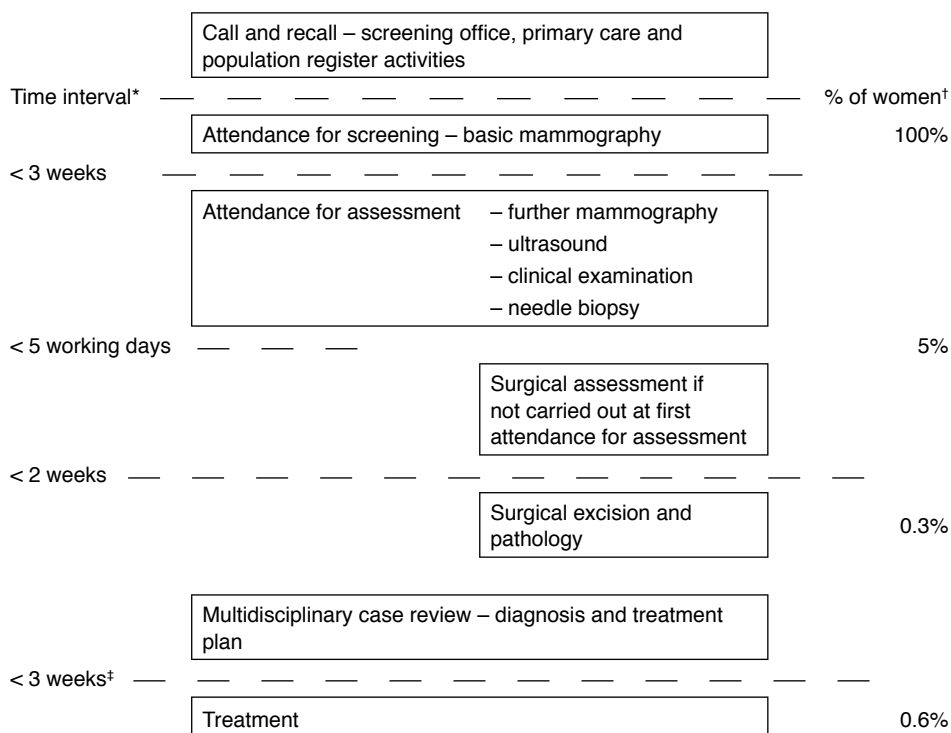 Call and recall – screening office, primary care and
population register activities
Time interval*
% of women†
Attendance for screening – basic mammography
100%
< 3 weeks
Attendance for assessment – further mammography
– ultrasound
– clinical examination
– needle biopsy
< 5 working days
5%
Surgical assessment if
not carried out at first
attendance for assessment
< 2 weeks
Surgical excision and
pathology
0.3%
Multidisciplinary case review – diagnosis and treatment
plan
< 3 weeks‡
Treatment
0.6%